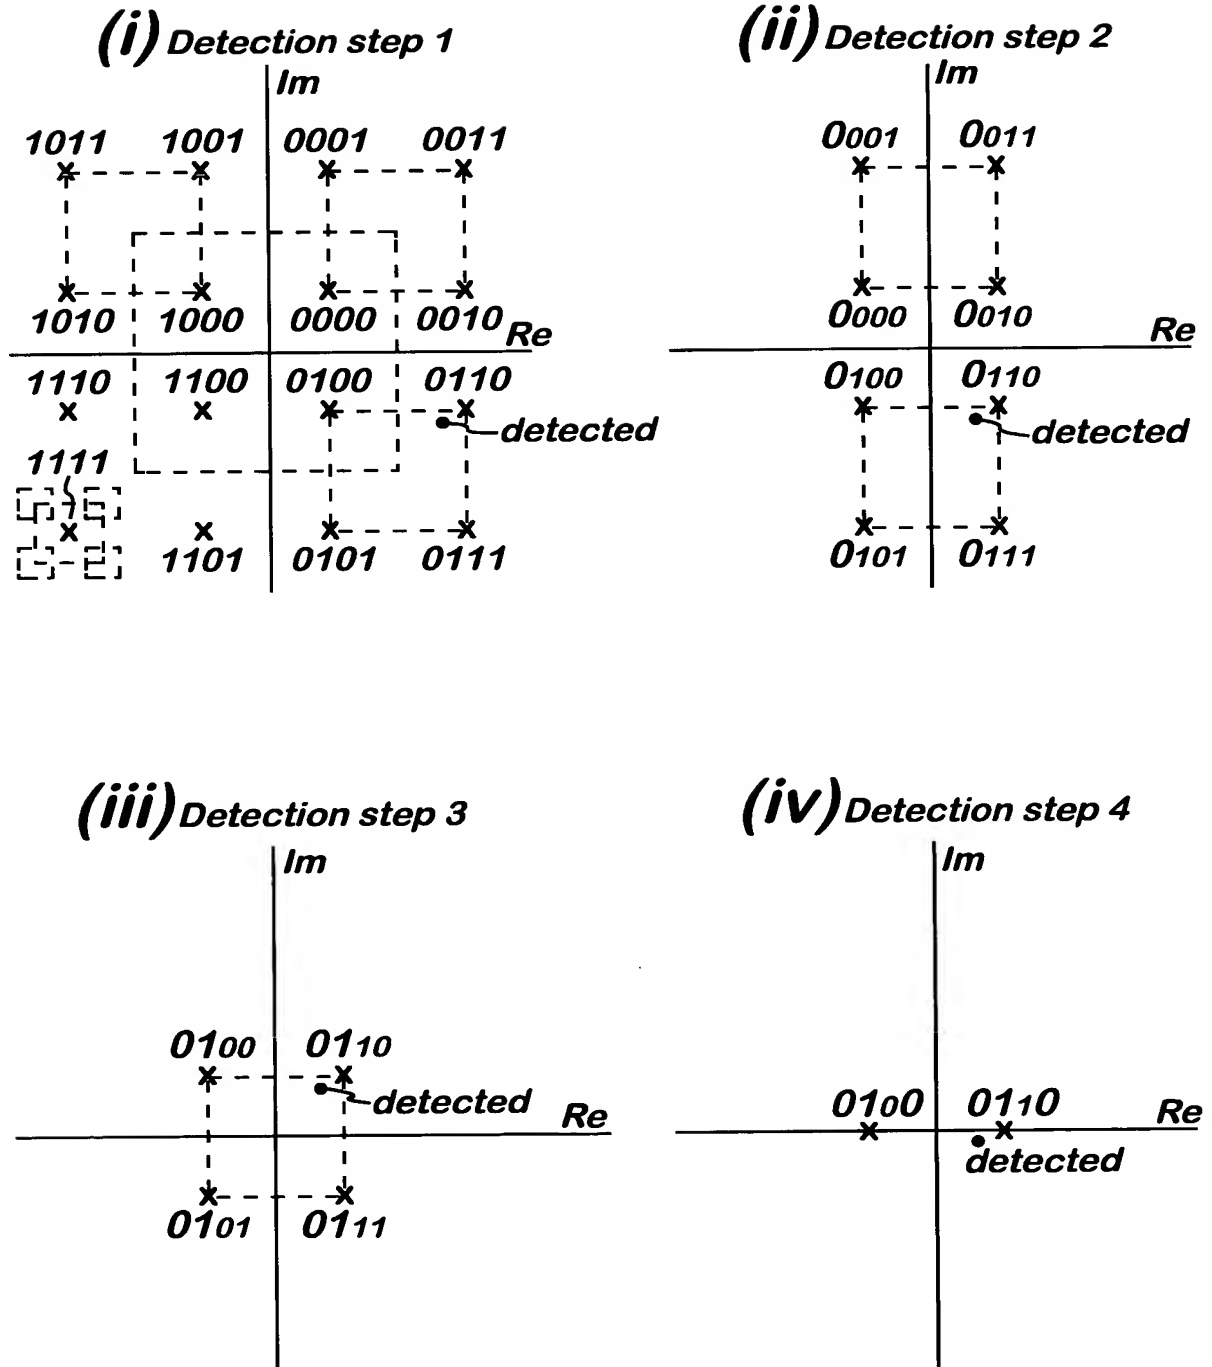 (i) Detection step 1
Im
1011 1001 0001 0011
1010 1000 0000 0010 Re
1110 1100 0100 0110
detected
1111
1101 0101 0111
(ii) Detection step 2
Im
0001 0011
0000 0010 Re
0100 0110
detected
0101 0111
(iii) Detection step 3
Im
0100 0110
detected
Re
0101 0111
(iv) Detection step 4
Im
0100 0110 Re
detected